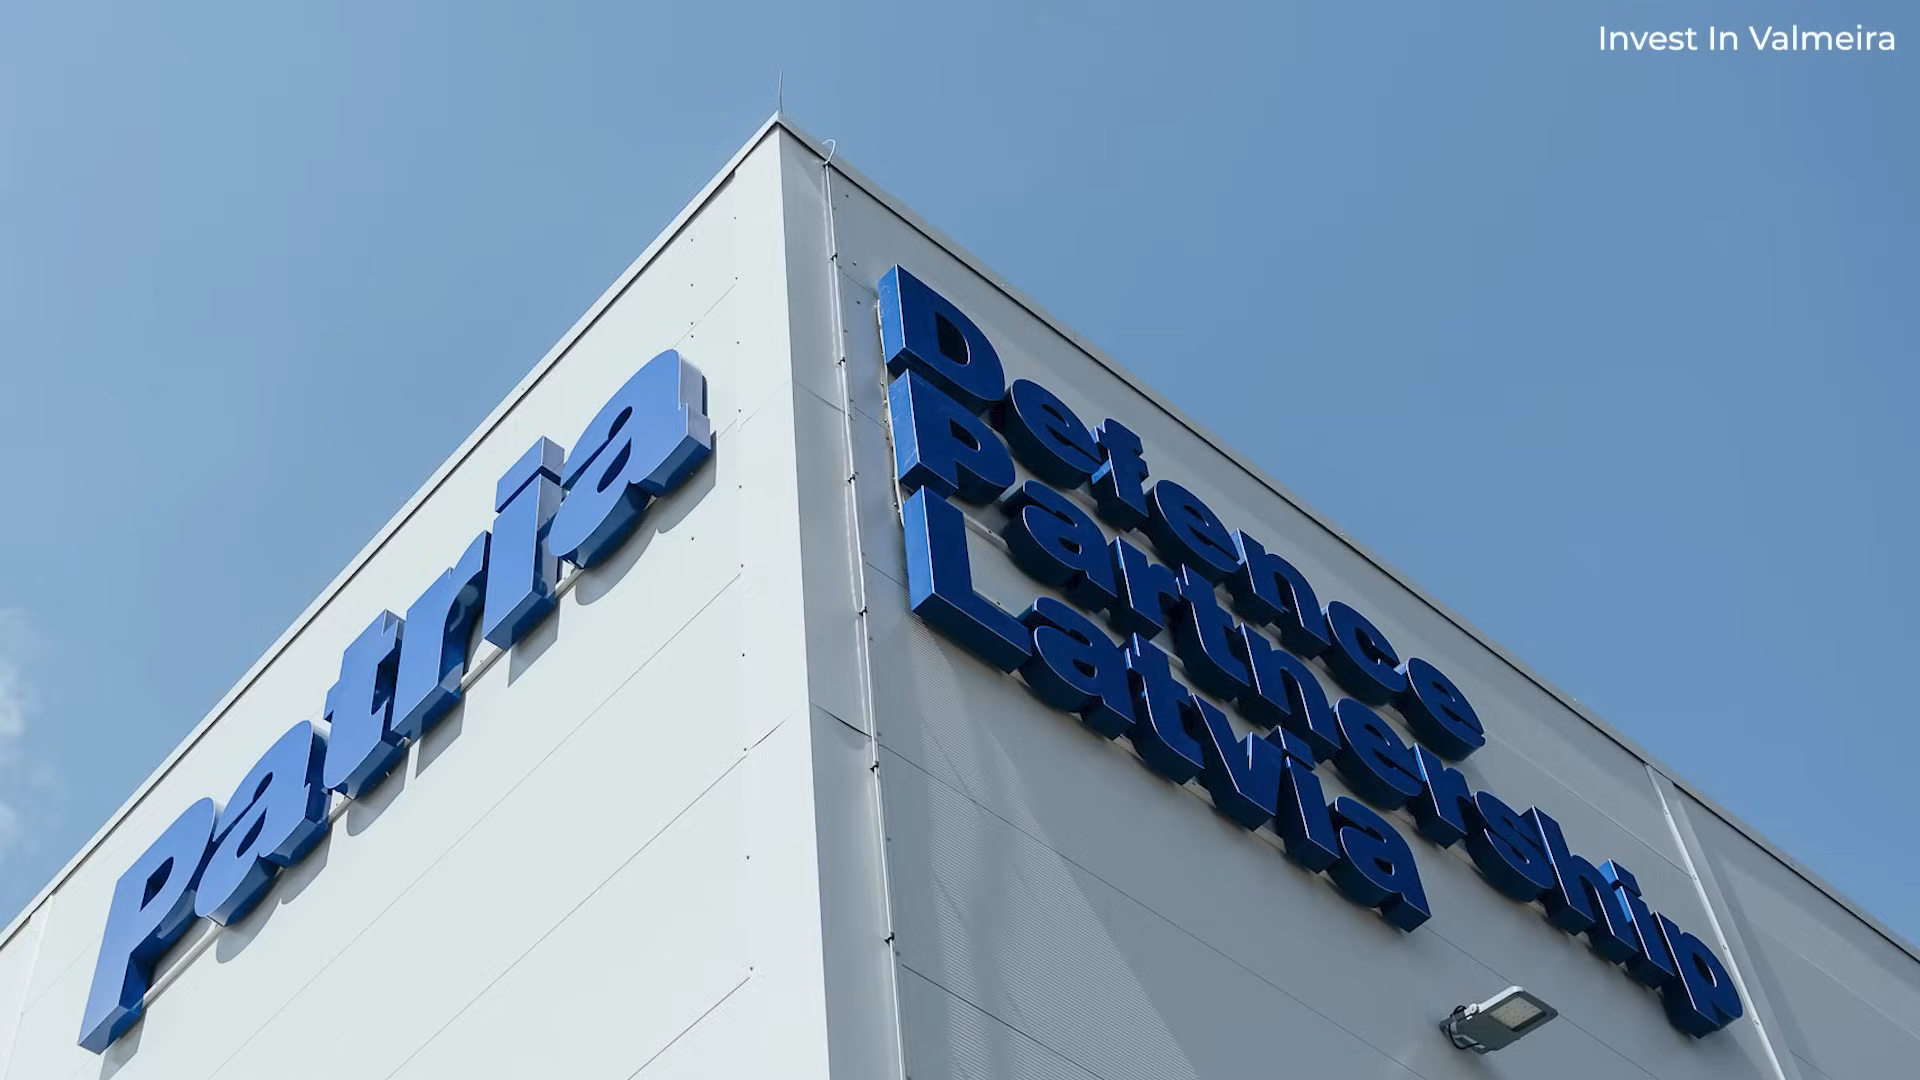 Invest In Valmeira
Patria
Defence
Partnership
Latvia